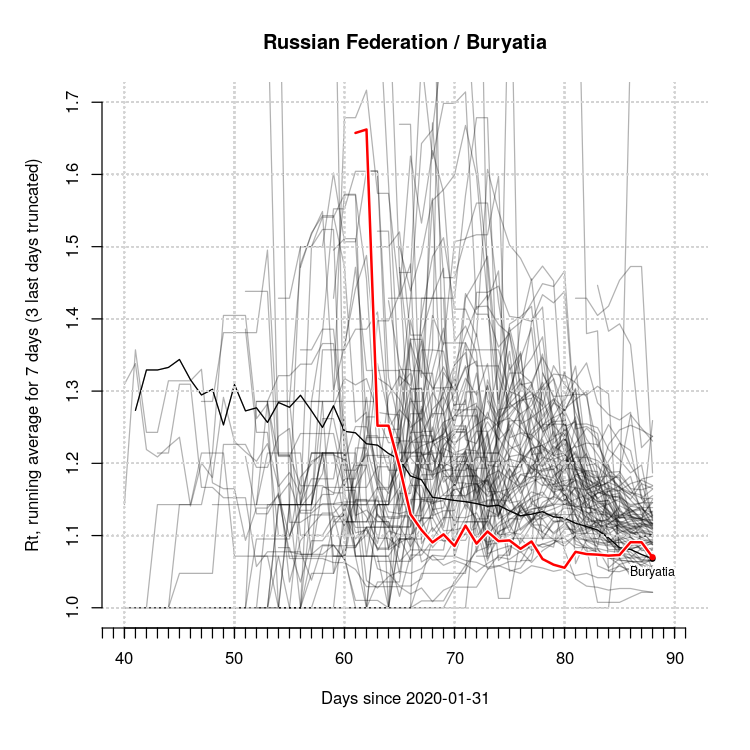 Russian Federation / Buryatia
Rt, running average for 7 days (3 last days truncated)
1.7
1.6
1.5
1.4
1.3
1.2
1.1
1.0
Buryatia
40 50 60 70 80 90
Days since 2020-01-31